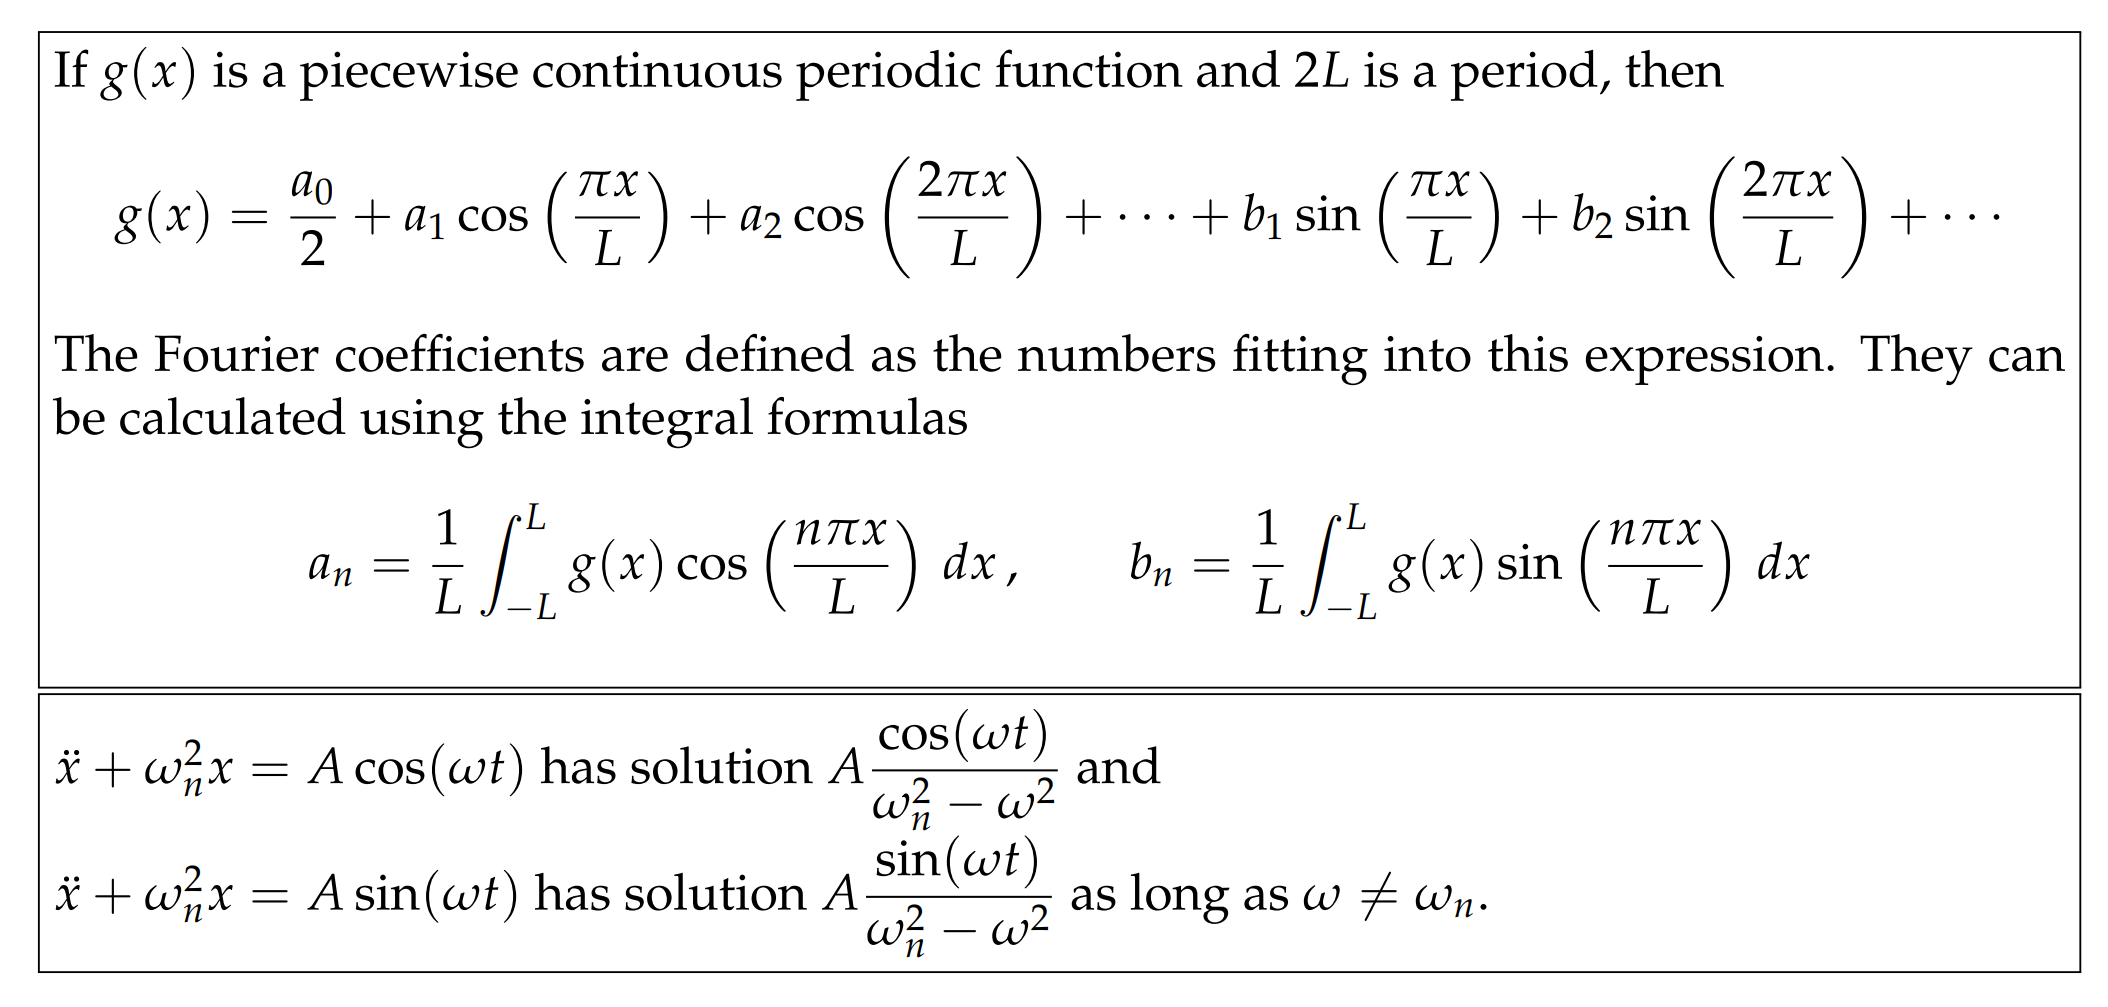 If g(x) is a piecewise continuous periodic function and 2L is a period, then
g(x) = \frac{a_0}{2} + a_1 \cos\left(\frac{\pi x}{L}\right) + a_2 \cos\left(\frac{2\pi x}{L}\right) + \cdots + b_1 \sin\left(\frac{\pi x}{L}\right) + b_2 \sin\left(\frac{2\pi x}{L}\right) + \cdots
The Fourier coefficients are defined as the numbers fitting into this expression. They can
be calculated using the integral formulas
a_n = \frac{1}{L} \int_{-L}^{L} g(x) \cos\left(\frac{n\pi x}{L}\right) dx , b_n = \frac{1}{L} \int_{-L}^{L} g(x) \sin\left(\frac{n\pi x}{L}\right) dx
\ddot{x} + \omega_n^2 x = A \cos(\omega t) has solution A \frac{\cos(\omega t)}{\omega_n^2 - \omega^2} and
\ddot{x} + \omega_n^2 x = A \sin(\omega t) has solution A \frac{\sin(\omega t)}{\omega_n^2 - \omega^2} as long as \omega \neq \omega_n.